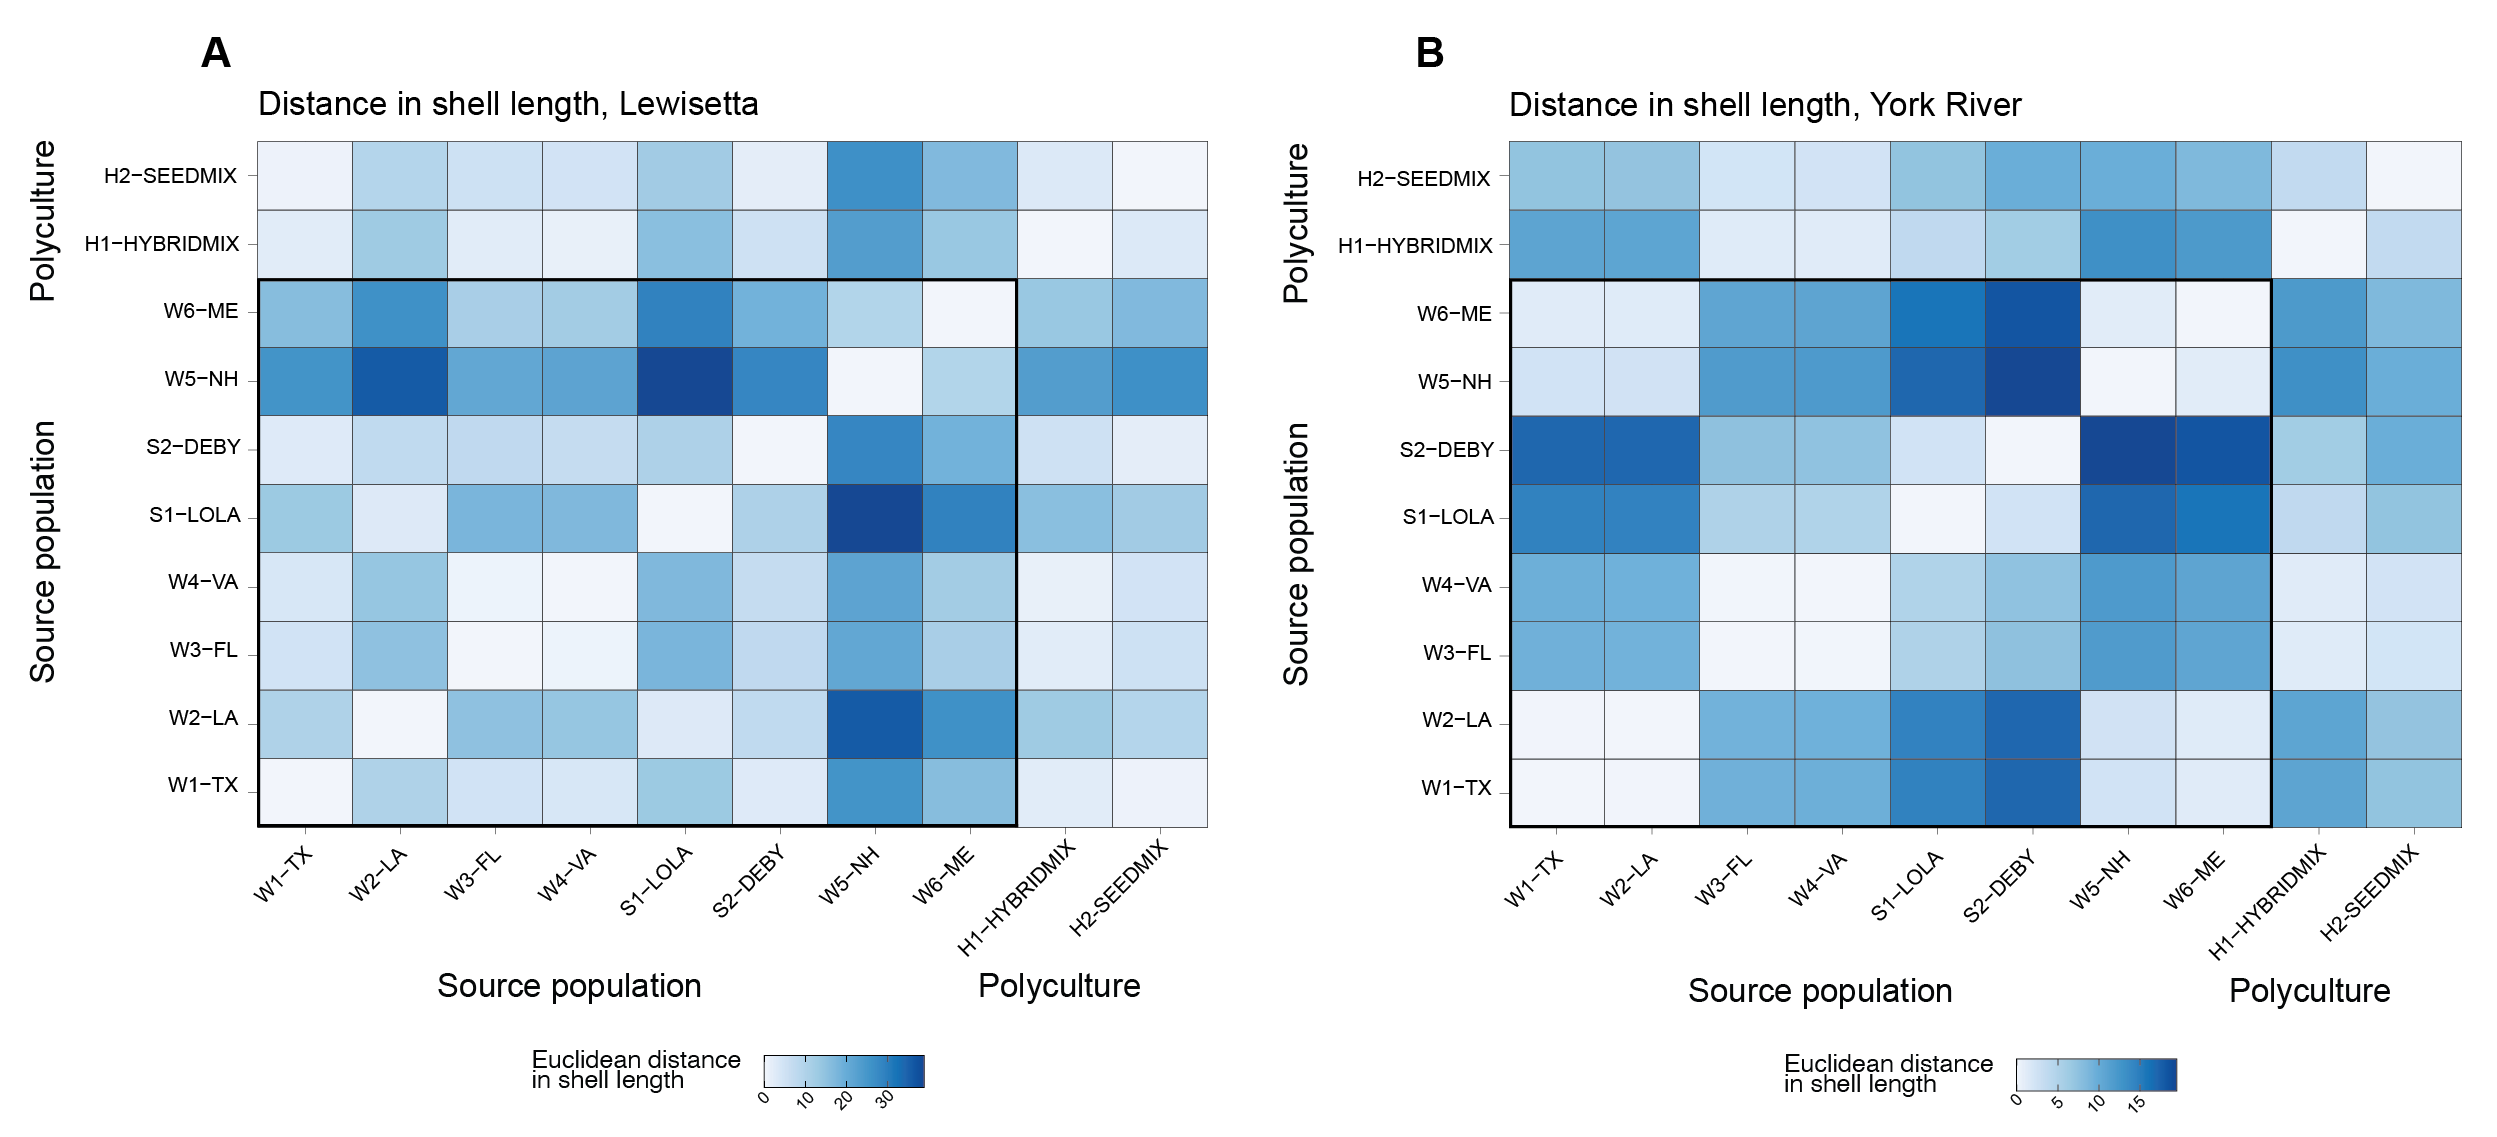 A
Distance in shell length, Lewisetta
Polyculture
Source population
H2−SEEDMIX
H1−HYBRIDMIX
W6−ME
W5−NH
S2−DEBY
S1−LOLA
W4−VA
W3−FL
W2−LA
W1−TX
W1−TX
W2−LA
W3−FL
W4−VA
S1−LOLA
S2−DEBY
W5−NH
W6−ME
H1−HYBRIDMIX
H2-SEEDMIX
Source population
Polyculture
Euclidean distance
in shell length
0
10
20
30
B
Distance in shell length, York River
Polyculture
Source population
H2−SEEDMIX
H1−HYBRIDMIX
W6−ME
W5−NH
S2−DEBY
S1−LOLA
W4−VA
W3−FL
W2−LA
W1−TX
W1−TX
W2−LA
W3−FL
W4−VA
S1−LOLA
S2−DEBY
W5−NH
W6−ME
H1−HYBRIDMIX
H2-SEEDMIX
Source population
Polyculture
Euclidean distance
in shell length
0
5
10
15